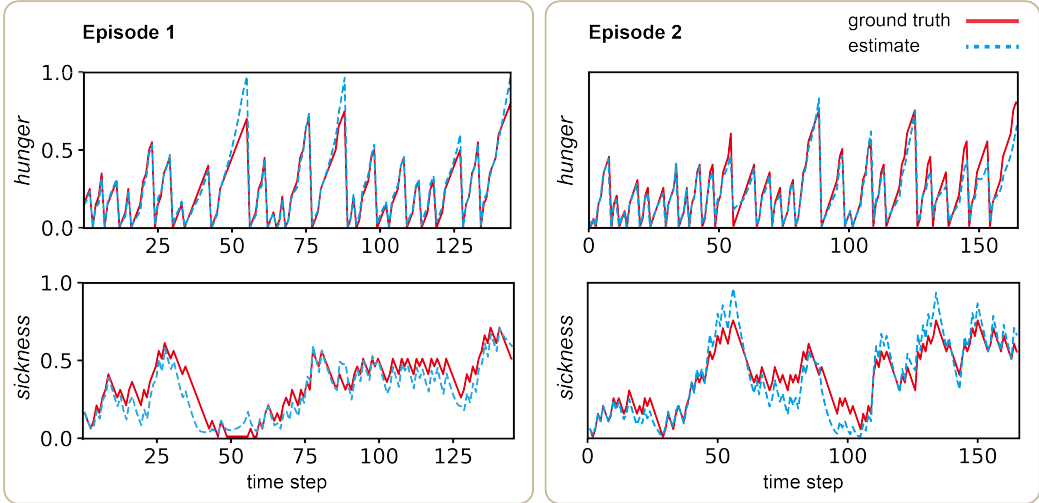 Episode 1
hunger
1.0
0.5
0.0
25 50 75 100 125
sickness
1.0
0.5
0.0
25 50 75 100 125
time step
Episode 2
ground truth
estimate
hunger
0 50 100 150
sickness
0 50 100 150
time step